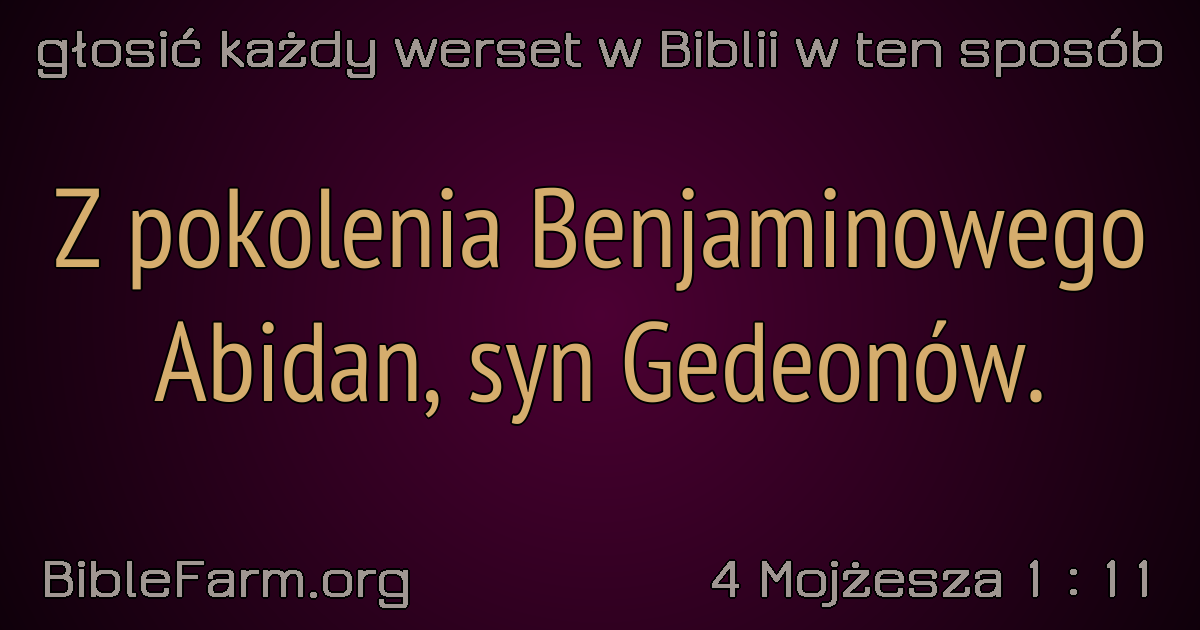 głosić każdy werset w Biblii w ten sposób
Z pokolenia Benjaminowego
Abidan, syn Gedeonów.
BibleFarm.org
4 Mojżesza 1 : 11